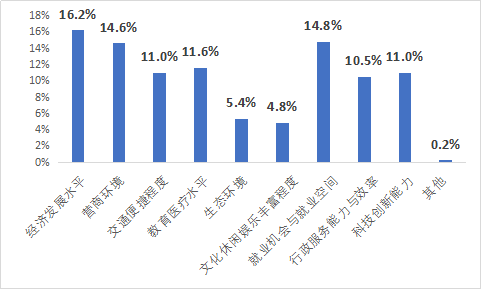 18%
16%
14%
12%
10%
8%
6%
4%
2%
0%
16.2%
14.6%
11.0%
11.6%
5.4%
4.8%
14.8%
10.5%
11.0%
0.2%
经济发展水平
营商环境
交通便捷程度
教育医疗水平
生态环境
文化休闲娱乐丰富程度
就业机会与就业空间
行政服务能力与效率
科技创新能力
其他